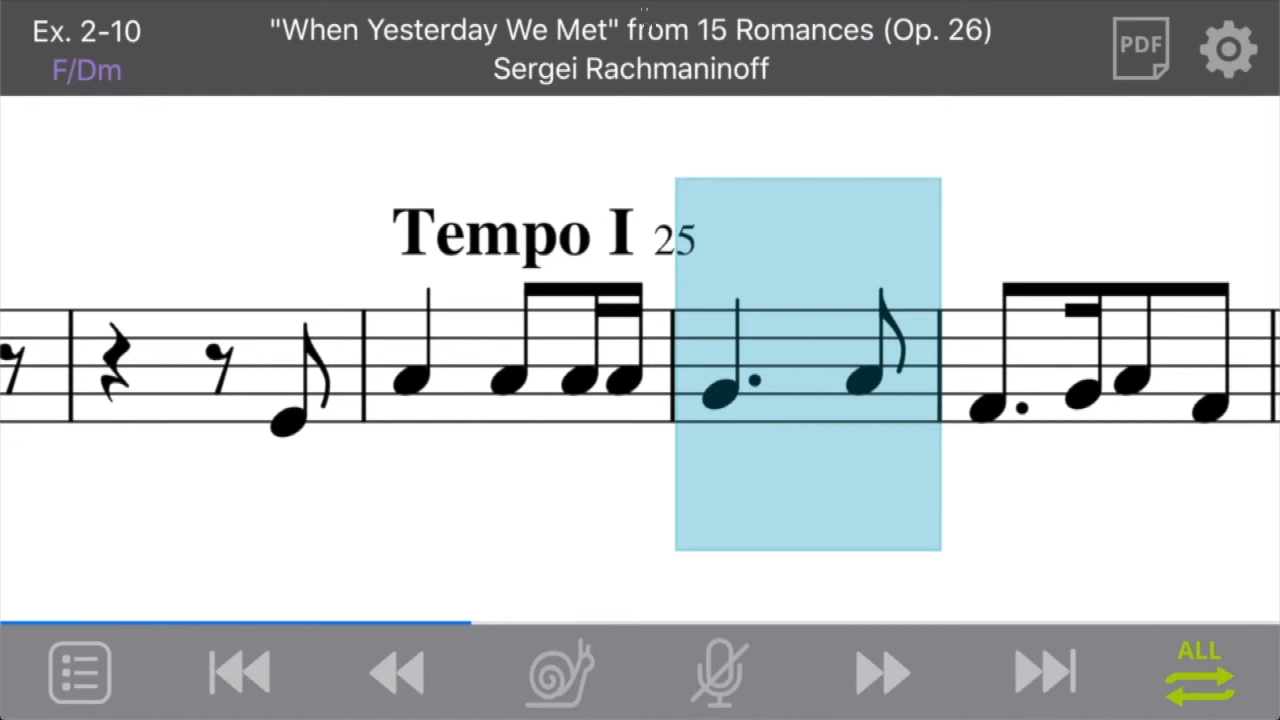 Ex. 2-10
F/Dm
"When Yesterday We Met" from 15 Romances (Op. 26)
Sergei Rachmaninoff
PDF
Tempo I 25
ALL